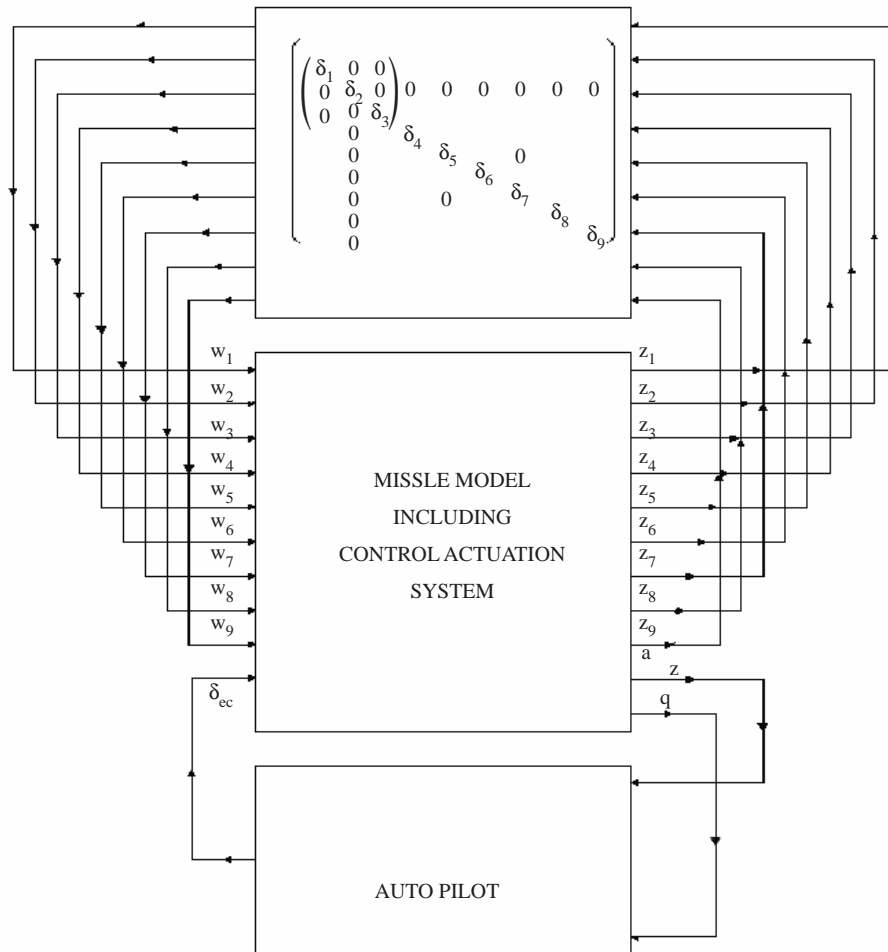 δ1 0 0
0 δ2 0 0 0 0 0 0 0
0 0 δ3
0 δ4
0 δ5 0
0 δ6
0 0 δ7
0 δ8
0 δ9
w1 z1
w2 z2
w3 z3
w4 z4
w5 z5
w6 z6
w7 z7
w8 z8
w9 z9
MISSLE MODEL
INCLUDING
CONTROL ACTUATION
SYSTEM
a
δec z
q
AUTO PILOT